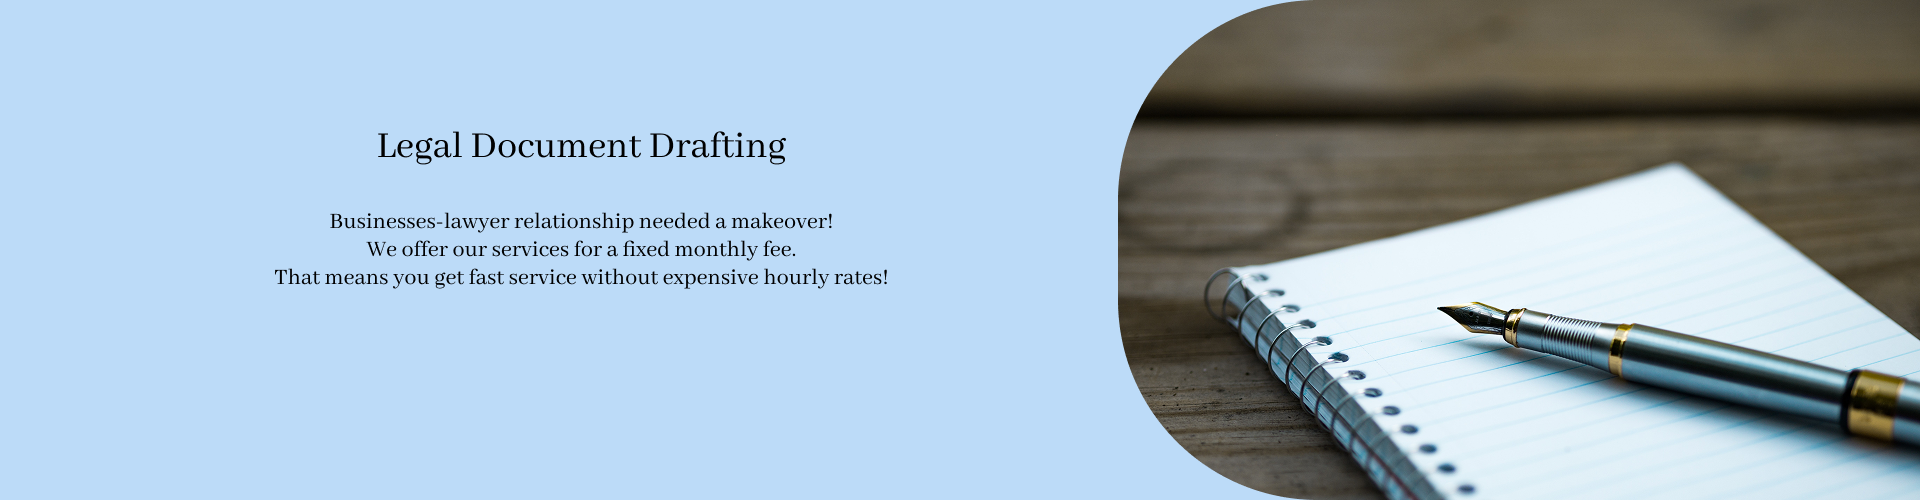 Legal Document Drafting
Businesses-lawyer relationship needed a makeover!
We offer our services for a fixed monthly fee.
That means you get fast service without expensive hourly rates!